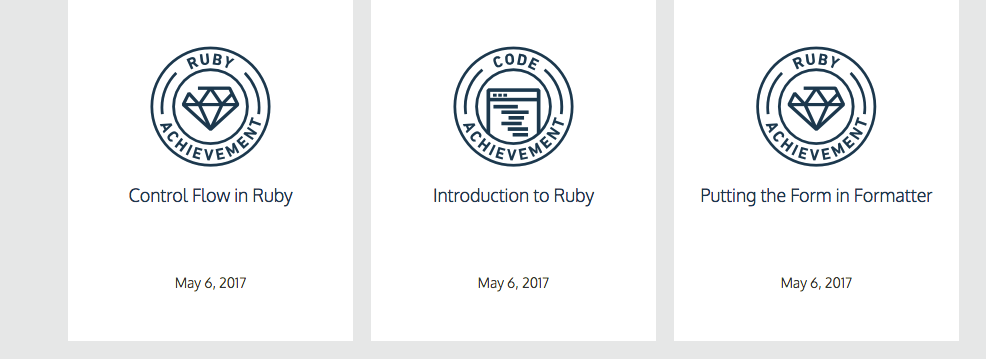 RUBY
ACHIEVEMENT
Control Flow in Ruby
May 6, 2017
CODE
ACHIEVEMENT
Introduction to Ruby
May 6, 2017
RUBY
ACHIEVEMENT
Putting the Form in Formatter
May 6, 2017